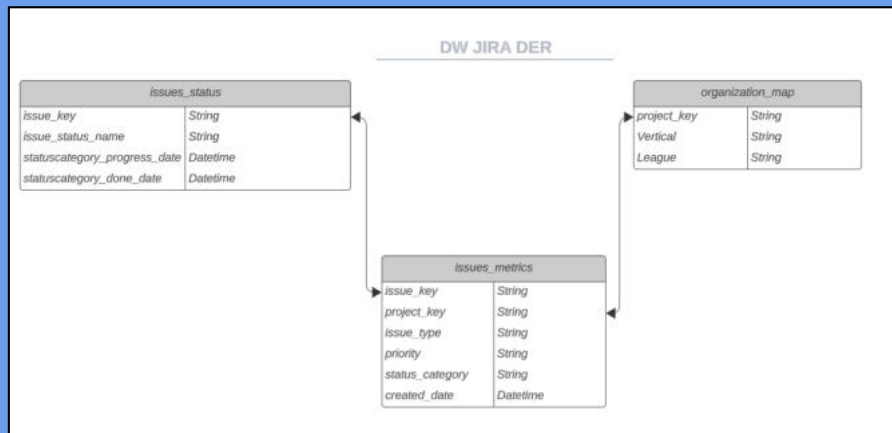 DW JIRA DER
issues_status
issue_key String
issue_status_name String
statuscategory_progress_date Datetime
statuscategory_done_date Datetime
organization_map
project_key String
Vertical String
League String
issues_metrics
issue_key String
project_key String
issue_type String
priority String
status_category String
created_date Datetime